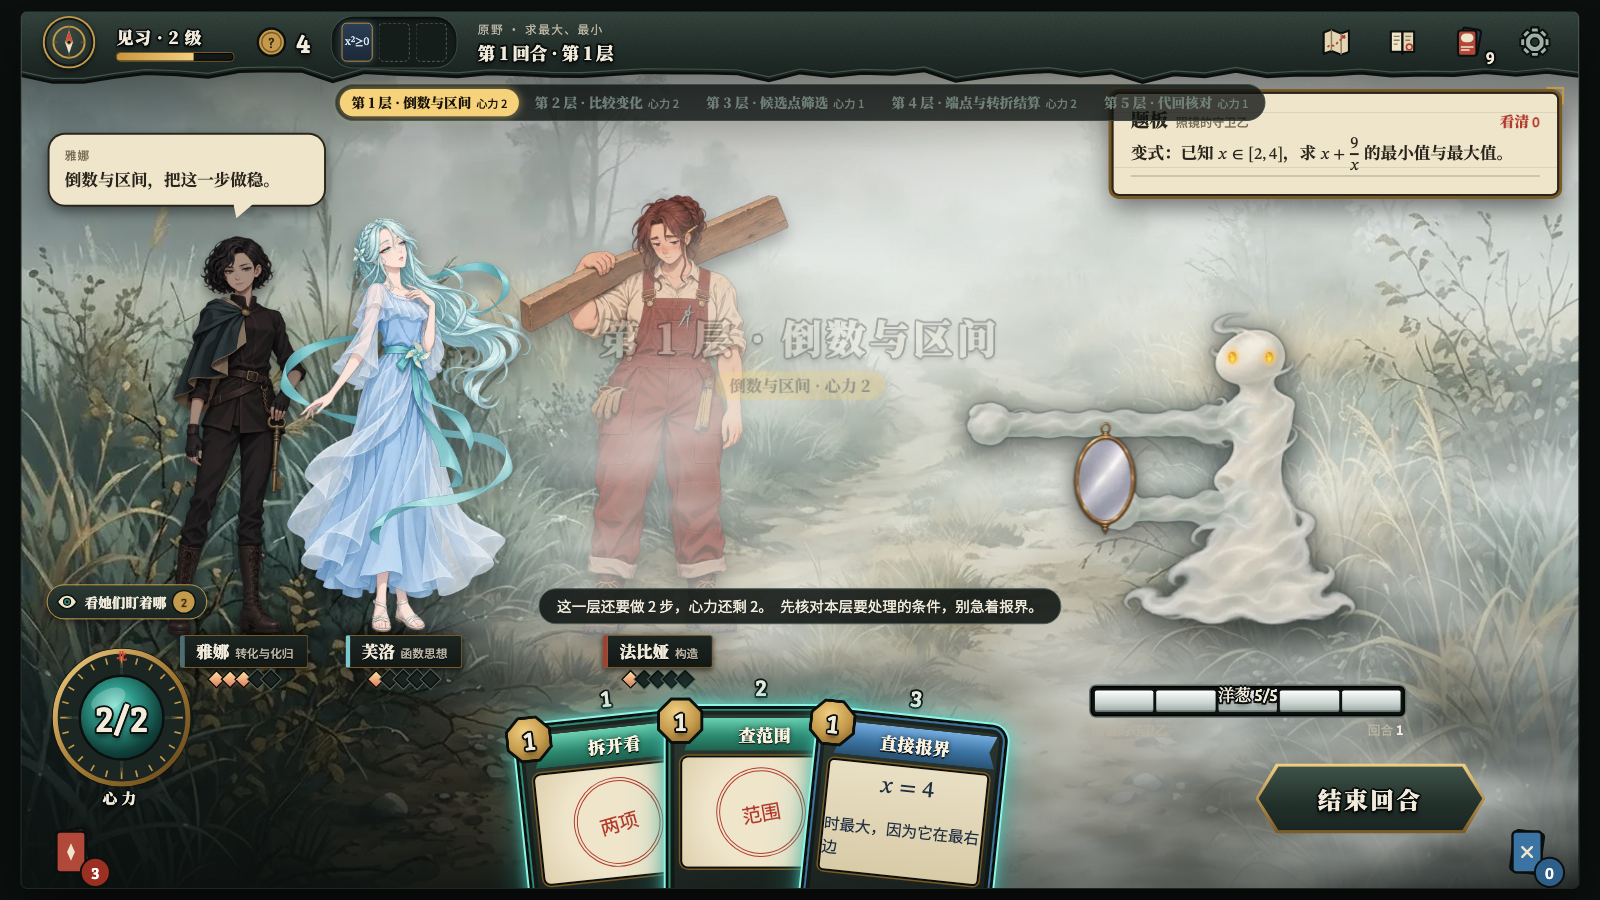 见习·2 级
? 4
x²≥0
原野 · 求最大、最小
第1回合·第1层
9
第1层·倒数与区间 心力2
第2层·比较变化 心力2
第3层·候选点筛选 心力1
第4层·端点与转折结算 心力2
第5层·代回核对 心力1
题板 照镜的守卫乙
看清 0
变式：已知 x ∈ [2, 4]，求 x + 9/x 的最小值与最大值。
雅娜
倒数与区间，把这一步做稳。
第 1 层 · 倒数与区间
倒数与区间 · 心力 2
看她们盯着哪 2
这一层还要做 2 步，心力还剩 2。 先核对本层要处理的条件，别急着报界。
雅娜 转化与化归
芙洛 函数思想
法比娅 构造
2/2
心力
3
1
1 拆开看
两项
2
1 查范围
范围
3
1 直接报界
x = 4
时最大，因为它在最右
边
洋葱5/5
回合 1
结束回合
0